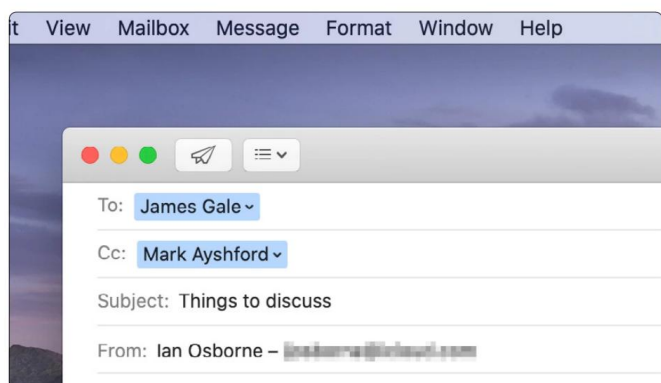 it View Mailbox Message Format Window Help
To: James Gale
Cc: Mark Ayshford
Subject: Things to discuss
From: Ian Osborne –